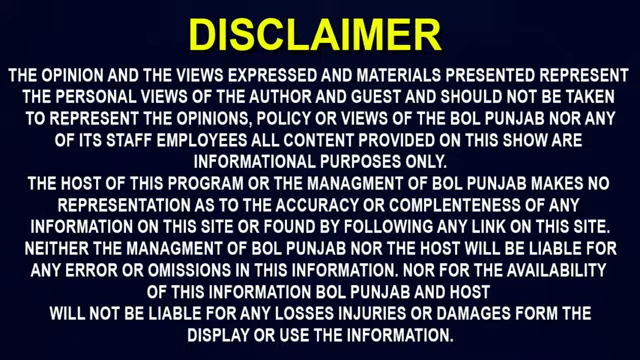 DISCLAIMER
THE OPINION AND THE VIEWS EXPRESSED AND MATERIALS PRESENTED REPRESENT
THE PERSONAL VIEWS OF THE AUTHOR AND GUEST AND SHOULD NOT BE TAKEN
TO REPRESENT THE OPINIONS, POLICY OR VIEWS OF THE BOL PUNJAB NOR ANY
OF ITS STAFF EMPLOYEES ALL CONTENT PROVIDED ON THIS SHOW ARE
INFORMATIONAL PURPOSES ONLY.
THE HOST OF THIS PROGRAM OR THE MANAGMENT OF BOL PUNJAB MAKES NO
REPRESENTATION AS TO THE ACCURACY OR COMPLENTENESS OF ANY
INFORMATION ON THIS SITE OR FOUND BY FOLLOWING ANY LINK ON THIS SITE.
NEITHER THE MANAGMENT OF BOL PUNJAB NOR THE HOST WILL BE LIABLE FOR
ANY ERROR OR OMISSIONS IN THIS INFORMATION. NOR FOR THE AVAILABILITY
OF THIS INFORMATION BOL PUNJAB AND HOST
WILL NOT BE LIABLE FOR ANY LOSSES INJURIES OR DAMAGES FORM THE
DISPLAY OR USE THE INFORMATION.